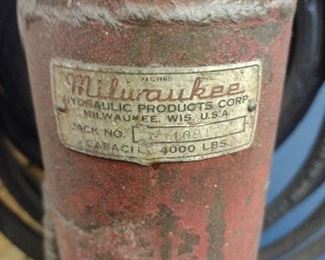 PAT. PEND.
Milwaukee
HYDRAULIC PRODUCTS CORP.
MILWAUKEE, WIS. U.S.A.
JACK NO.
CAPACITY 4000 LBS.